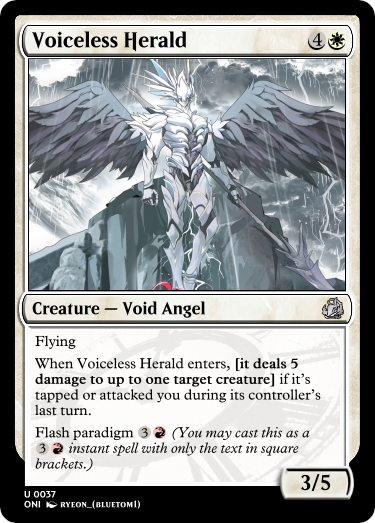 Voiceless Herald 4
Creature — Void Angel
Flying
When Voiceless Herald enters, [it deals 5
damage to up to one target creature] if it's
tapped or attacked you during its controller's
last turn.
Flash paradigm 3 (You may cast this as
a 3 instant spell with only the text in square
brackets.)
3/5
U 0037
ONI RYEON_(BLUETOM1)